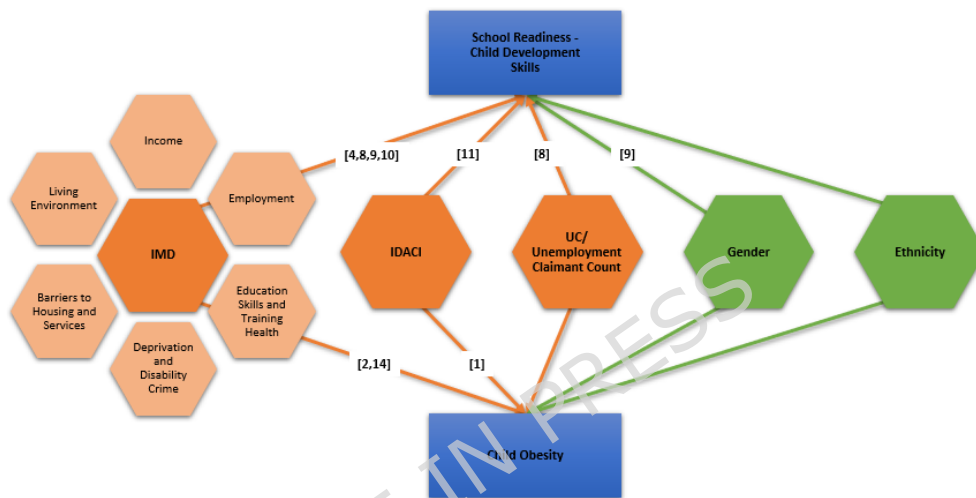 School Readiness -
Child Development
Skills
Income
[4,8,9,10]
[11]
[8]
[9]
Living
Environment
Employment
IMD
IDACI
UC/
Unemployment
Claimant Count
Gender
Ethnicity
Barriers to
Housing and
Services
Education
Skills and
Training
Health
Deprivation
and
Disability
Crime
[2,14]
[1]
Child Obesity
IN PRESS